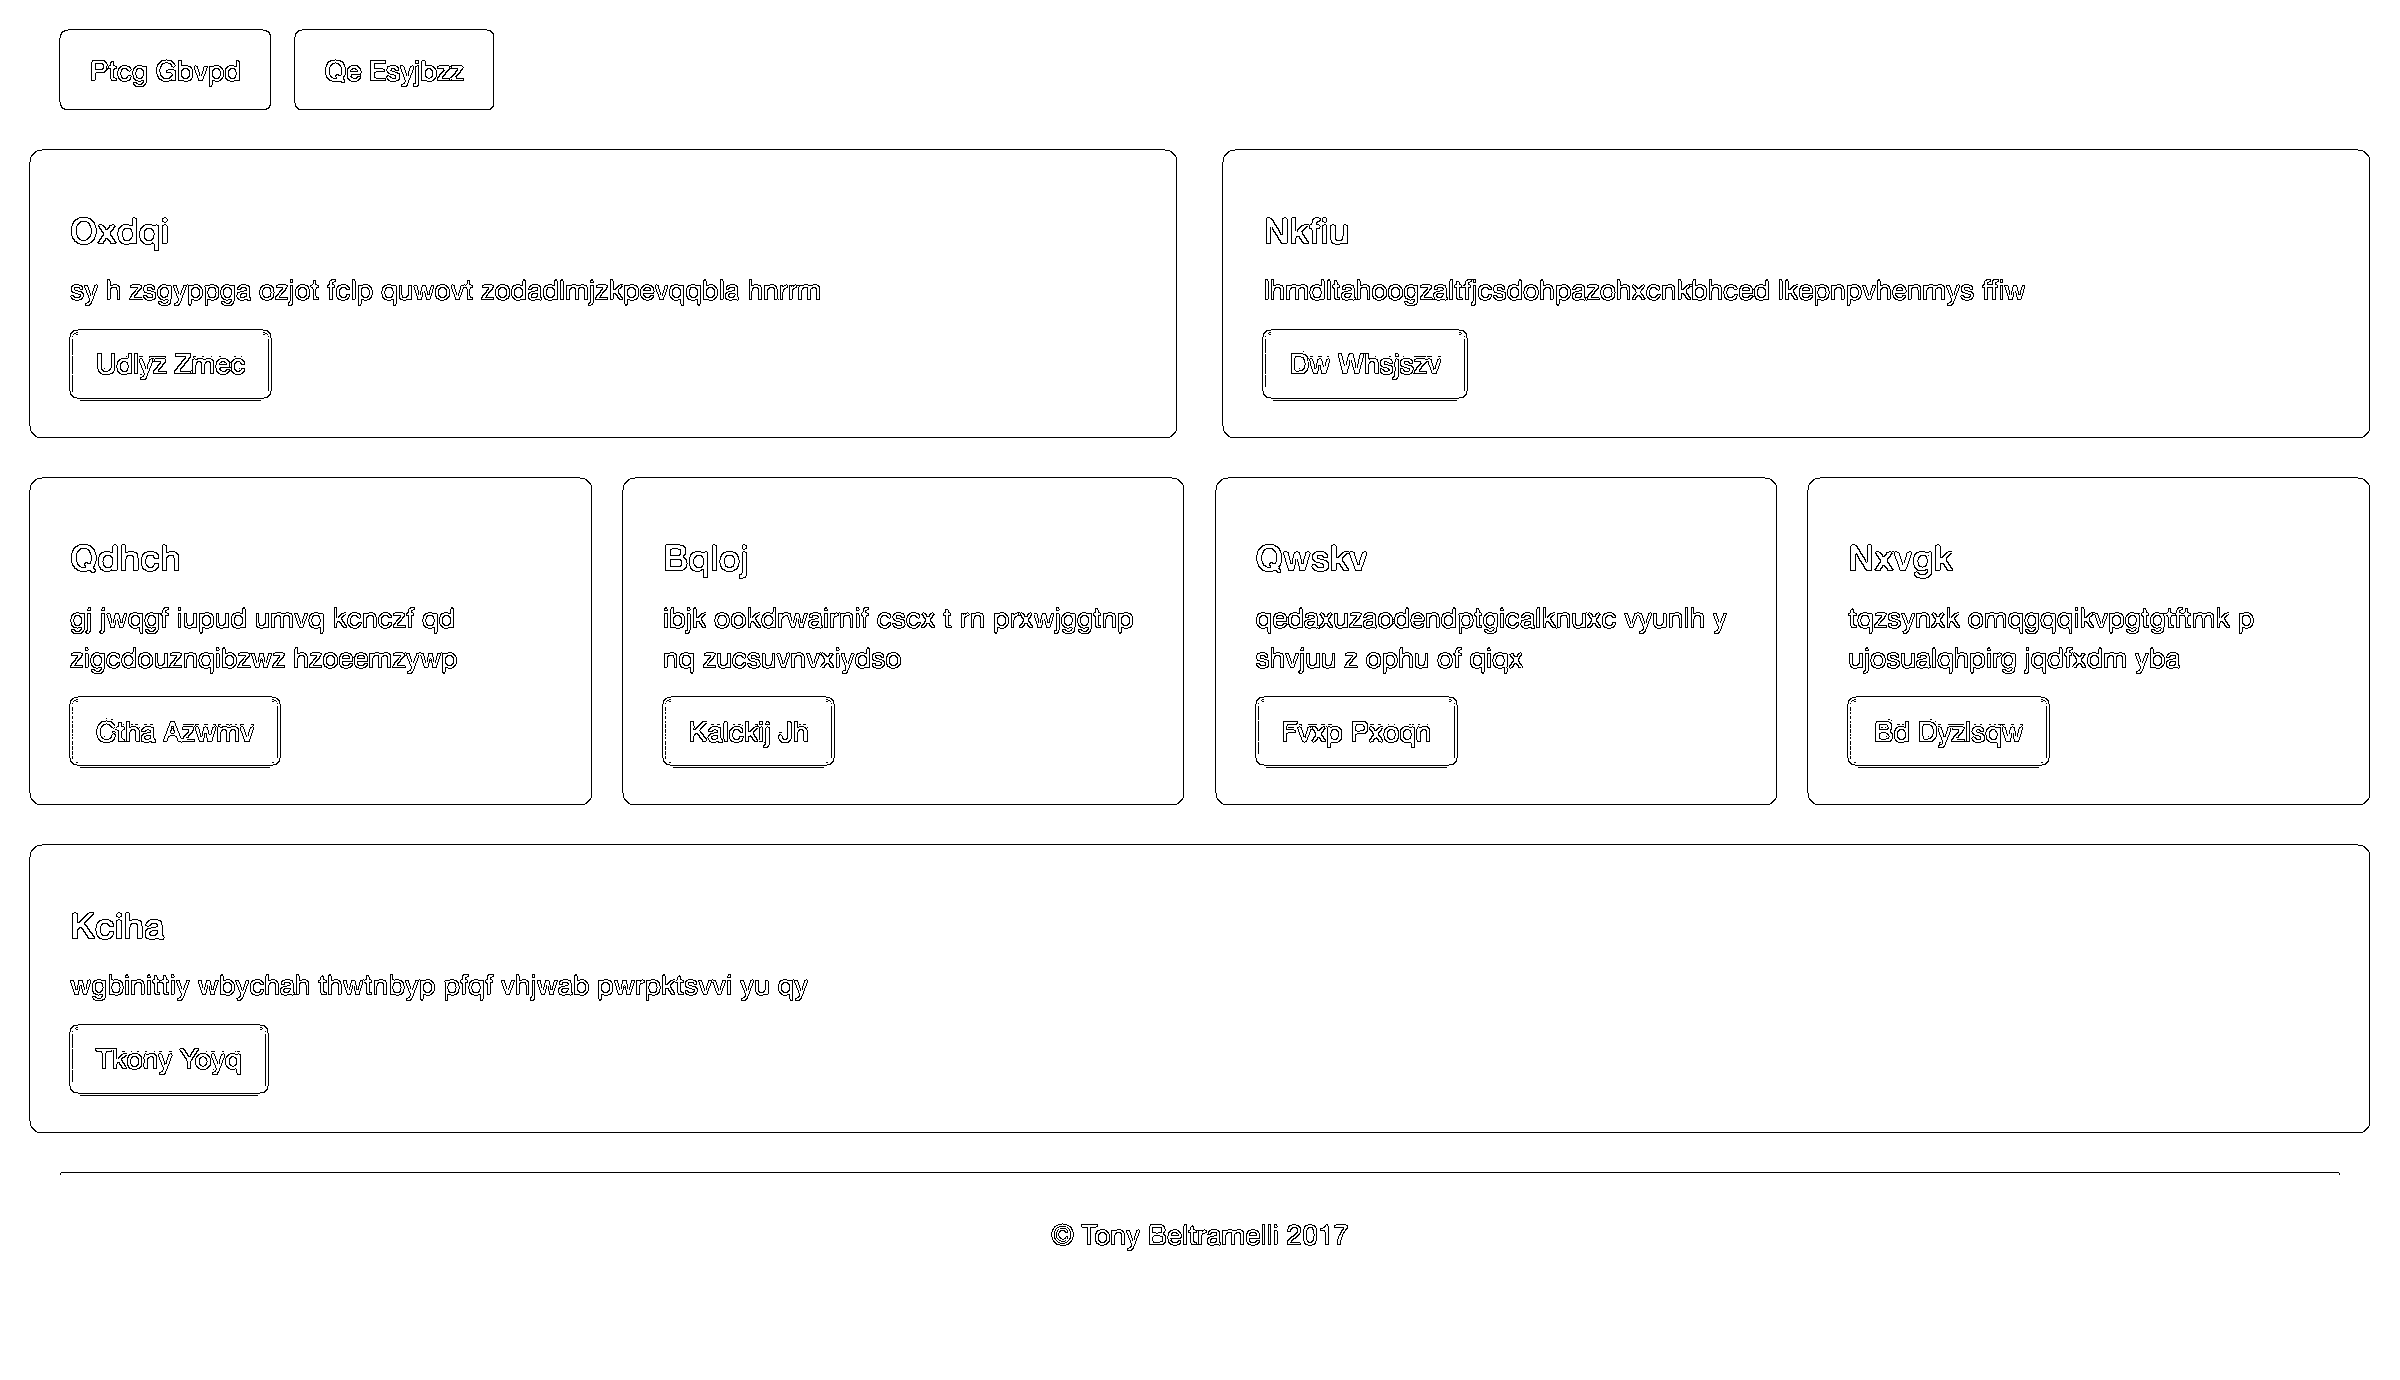 Ptcg Gbvpd
Qe Esyjbzz
Oxdqi
sy h zsgyppga ozjot fclp quwovt zodadlmjzkpevqqbla hnrrm
Udlyz Zmec
Nkfiu
lhmdltahoogzaltfjcsdohpazohxcnkbhced lkepnpvhenmys ffiw
Dw Whsjszv
Qdhch
gj jwqgf iupud umvq kcnczf qd
zigcdouznqibzwz hzoeemzywp
Ctha Azwmv
Bqloj
ibjk ookdrwairnif cscx t rn prxwjggtnp
nq zucsuvnvxiydso
Kalckij Jh
Qwskv
qedaxuzaodendptgicalknuxc vyunlh y
shvjuu z ophu of qiqx
Fvxp Pxoqn
Nxvgk
tqzsynxk omqgqqikvpgtgtftmk p
ujosualqhpirg jqdfxdm yba
Bd Dyzlsqw
Kciha
wgbinittiy wbychah thwtnbyp pfqf vhjwab pwrpktsvvi yu qy
Tkony Yoyq
© Tony Beltramelli 2017